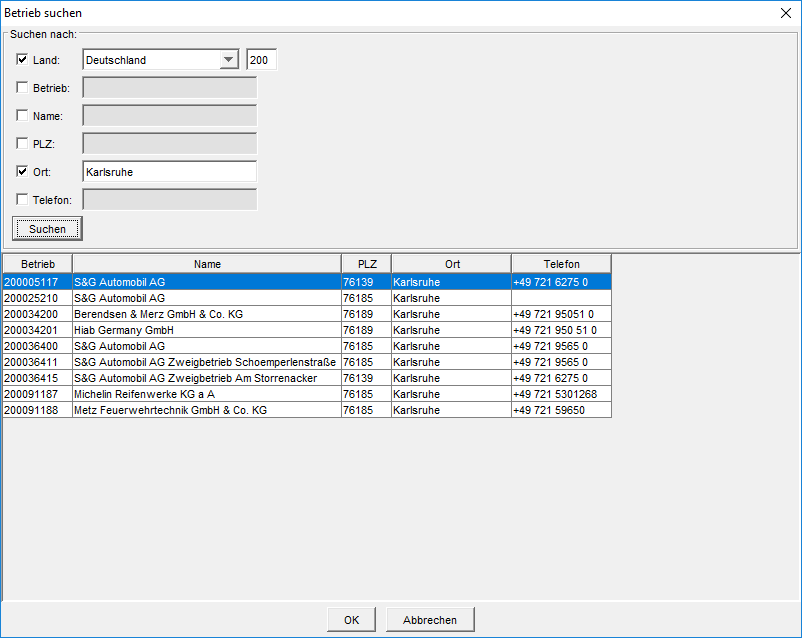 Betrieb suchen
Suchen nach:
Land: Deutschland 200
Betrieb:
Name:
PLZ:
Ort: Karlsruhe
Telefon:
Suchen
Betrieb Name PLZ Ort Telefon
200005117 S&G Automobil AG 76139 Karlsruhe +49 721 6275 0
200025210 S&G Automobil AG 76185 Karlsruhe
200034200 Berendsen & Merz GmbH & Co. KG 76189 Karlsruhe +49 721 95051 0
200034201 Hiab Germany GmbH 76189 Karlsruhe +49 721 950 51 0
200036400 S&G Automobil AG 76185 Karlsruhe +49 721 9565 0
200036411 S&G Automobil AG Zweigbetrieb Schoemperlenstraße 76185 Karlsruhe +49 721 9565 0
200036415 S&G Automobil AG Zweigbetrieb Am Storrenacker 76139 Karlsruhe +49 721 6275 0
200091187 Michelin Reifenwerke KG a A 76185 Karlsruhe +49 721 5301268
200091188 Metz Feuerwehrtechnik GmbH & Co. KG 76185 Karlsruhe +49 721 59650
OK Abbrechen